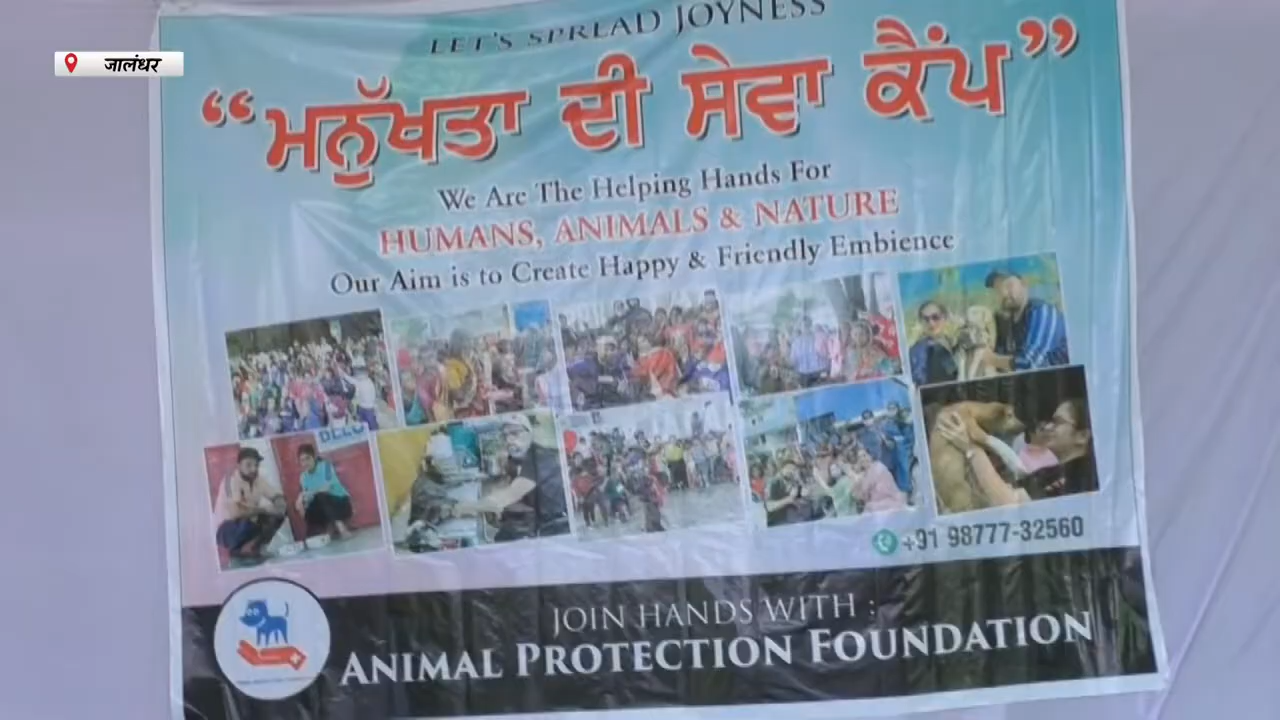 जालंधर
LET'S SPREAD JOYNESS
“ਮਨੁੱਖਤਾ ਦੀ ਸੇਵਾ ਕੈਂਪ”
We Are The Helping Hands For
HUMANS, ANIMALS & NATURE
Our Aim is to Create Happy & Friendly Embience
+91 98777-32560
JOIN HANDS WITH :
ANIMAL PROTECTION FOUNDATION